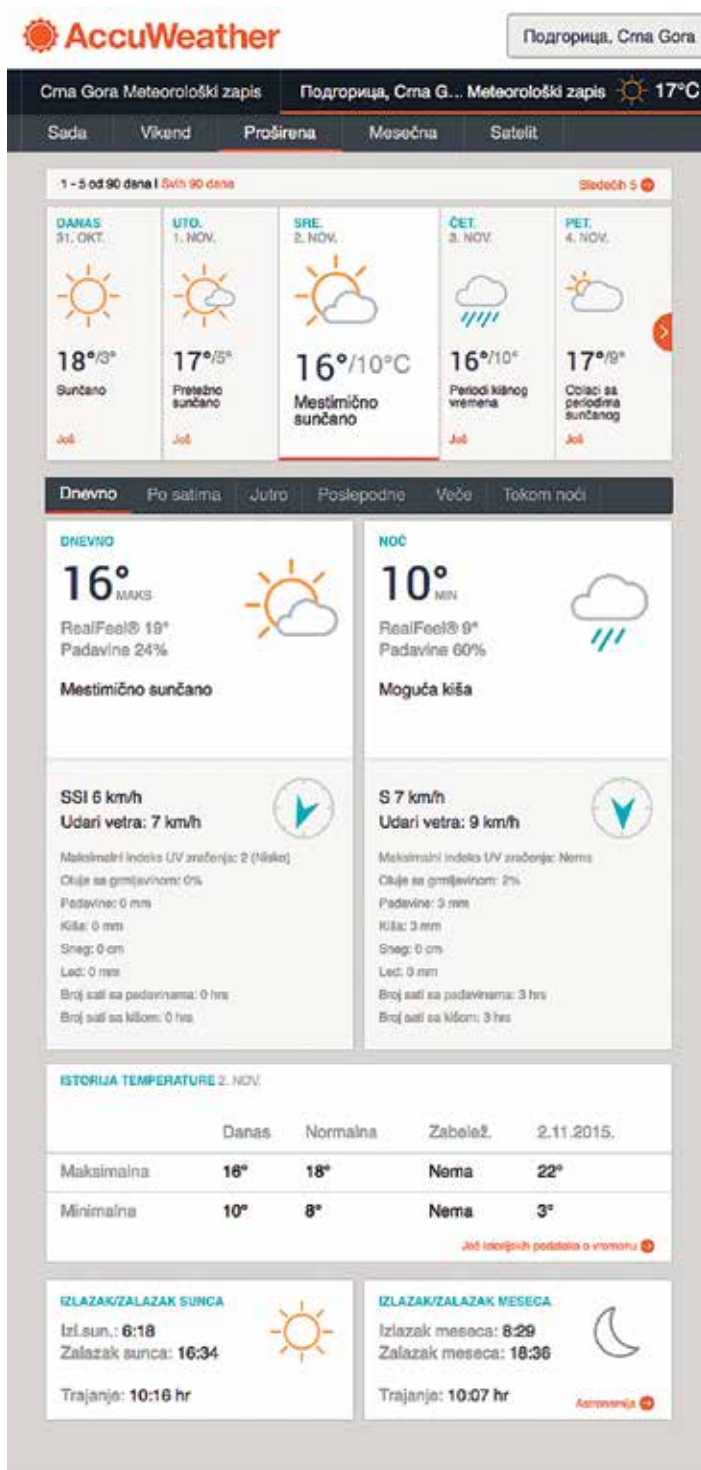 AccuWeather
Подгорица, Crna Gora
Crna Gora Meteorološki zapis
Подгорица, Crna G... Meteorološki zapis 17°C
Sada Vikend Proširena Mesečna Satelit
1 - 5 od 90 dana | Svih 90 dana
Sledećih 5
DANAS
31. OKT.
18°/3°
Sunčano
Još
UTO.
1. NOV.
17°/5°
Pretežno
sunčano
Još
SRE.
2. NOV.
16°/10°C
Mestimično
sunčano
ČET.
3. NOV.
16°/10°
Periodi kišnog
vremena
Još
PET.
4. NOV.
17°/9°
Oblaci sa
periodima
sunčanog
Još
Dnevno Po satima Jutro Poslepodne Veče Tokom noći
DNEVNO
16° MAKS
RealFeel® 19°
Padavine 24%
Mestimično sunčano
NOĆ
10° MIN
RealFeel® 9°
Padavine 60%
Moguća kiša
SSI 6 km/h
Udari vetra: 7 km/h
Maksimalni indeks UV zračenja: 2 (Nisko)
Oluje sa grmljavinom: 0%
Padavine: 0 mm
Kiša: 0 mm
Sneg: 0 cm
Led: 0 mm
Broj sati sa padavinama: 0 hrs
Broj sati sa kišom: 0 hrs
S 7 km/h
Udari vetra: 9 km/h
Maksimalni indeks UV zračenja: Nema
Oluje sa grmljavinom: 2%
Padavine: 3 mm
Kiša: 3 mm
Sneg: 0 cm
Led: 0 mm
Broj sati sa padavinama: 3 hrs
Broj sati sa kišom: 3 hrs
ISTORIJA TEMPERATURE 2. NOV.
Danas Normalna Zabelež. 2.11.2015.
Maksimalna 16° 18° Nema 22°
Minimalna 10° 8° Nema 3°
Još istorijskih podataka o vremenu
IZLAZAK/ZALAZAK SUNCA
Izl.sun.: 6:18
Zalazak sunca: 16:34
Trajanje: 10:16 hr
IZLAZAK/ZALAZAK MESECA
Izlazak meseca: 8:29
Zalazak meseca: 18:36
Trajanje: 10:07 hr
Astronomija